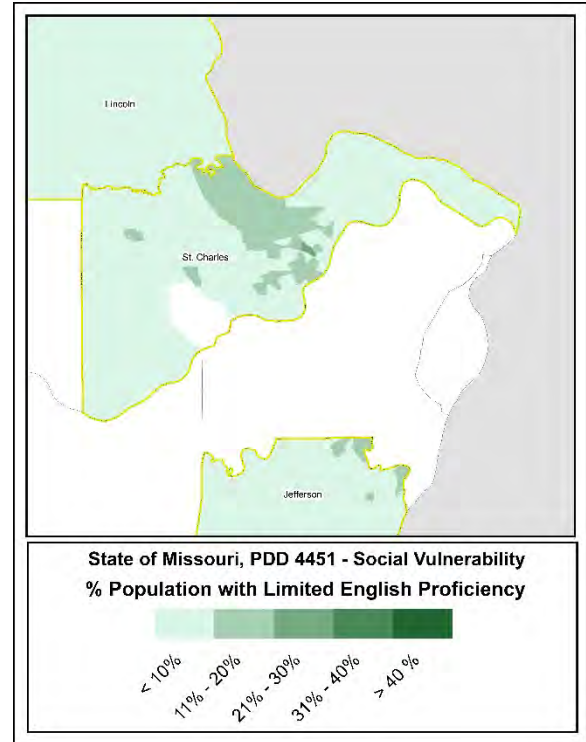 Lincoln
St. Charles
Jefferson
State of Missouri, PDD 4451 - Social Vulnerability
% Population with Limited English Proficiency
< 10%
11% - 20%
21% - 30%
31% - 40%
> 40 %